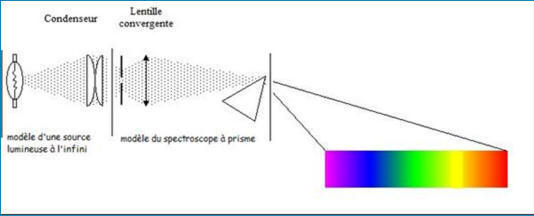 Condenseur
Lentille
convergente
modèle d'une source
lumineuse à l'infini
modèle du spectroscope à prisme